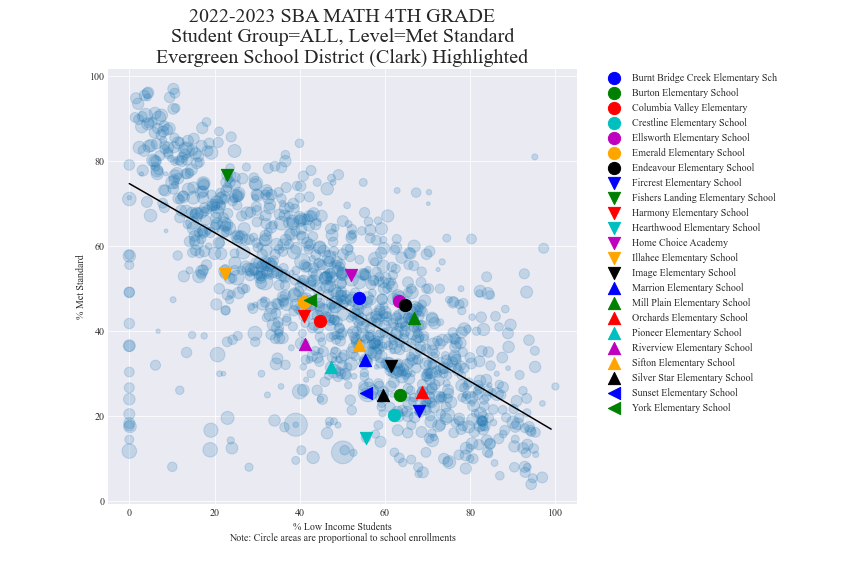 2022-2023 SBA MATH 4TH GRADE
Student Group=ALL, Level=Met Standard
Evergreen School District (Clark) Highlighted
100
80
60
40
20
0
% Met Standard
0 20 40 60 80 100
% Low Income Students
Note: Circle areas are proportional to school enrollments
Burnt Bridge Creek Elementary Sch
Burton Elementary School
Columbia Valley Elementary
Crestline Elementary School
Ellsworth Elementary School
Emerald Elementary School
Endeavour Elementary School
Fircrest Elementary School
Fishers Landing Elementary School
Harmony Elementary School
Hearthwood Elementary School
Home Choice Academy
Illahee Elementary School
Image Elementary School
Marrion Elementary School
Mill Plain Elementary School
Orchards Elementary School
Pioneer Elementary School
Riverview Elementary School
Sifton Elementary School
Silver Star Elementary School
Sunset Elementary School
York Elementary School